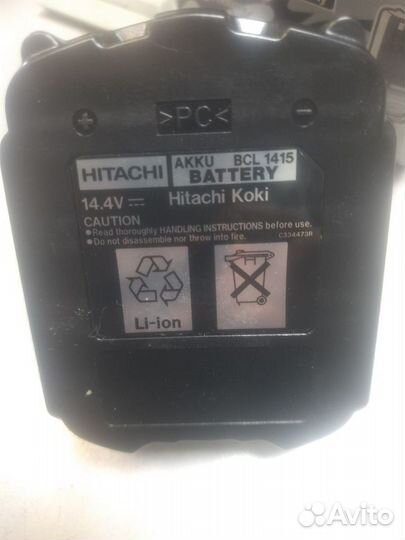 >PC<
HITACHI AKKU BCL 1415
BATTERY
14.4V ⎓ Hitachi Koki
CAUTION
●Read thoroughly HANDLING INSTRUCTIONS before use.
●Do not disassemble nor throw into fire.
C334473R
Li-ion
Avito